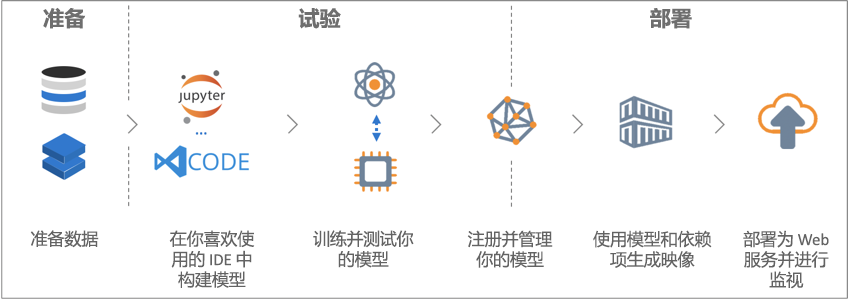 准备
试验
部署
jupyter
...
CODE
准备数据
在你喜欢使
用的 IDE 中
构建模型
训练并测试你
的模型
注册并管理
你的模型
使用模型和依赖
项生成映像
部署为 Web
服务并进行
监视